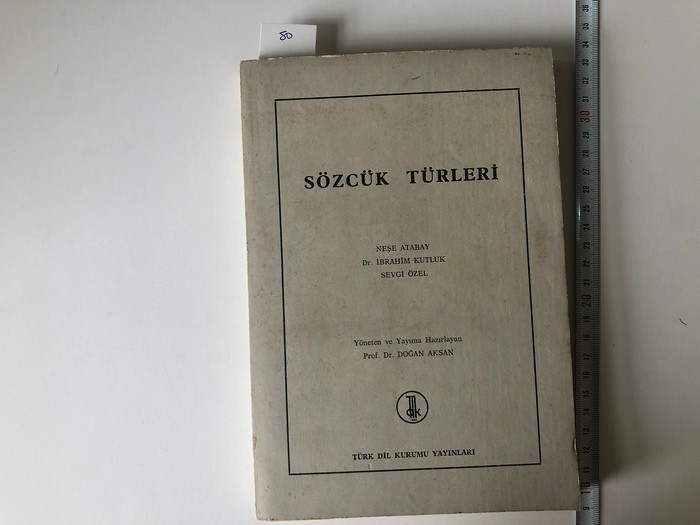 80
SÖZCÜK TÜRLERİ
NEŞE ATABAY
Dr. İBRAHİM KUTLUK
SEVGİ ÖZEL
Yöneten ve Yayıma Hazırlayan
Prof. Dr. DOĞAN AKSAN
TÜRK DİL KURUMU YAYINLARI